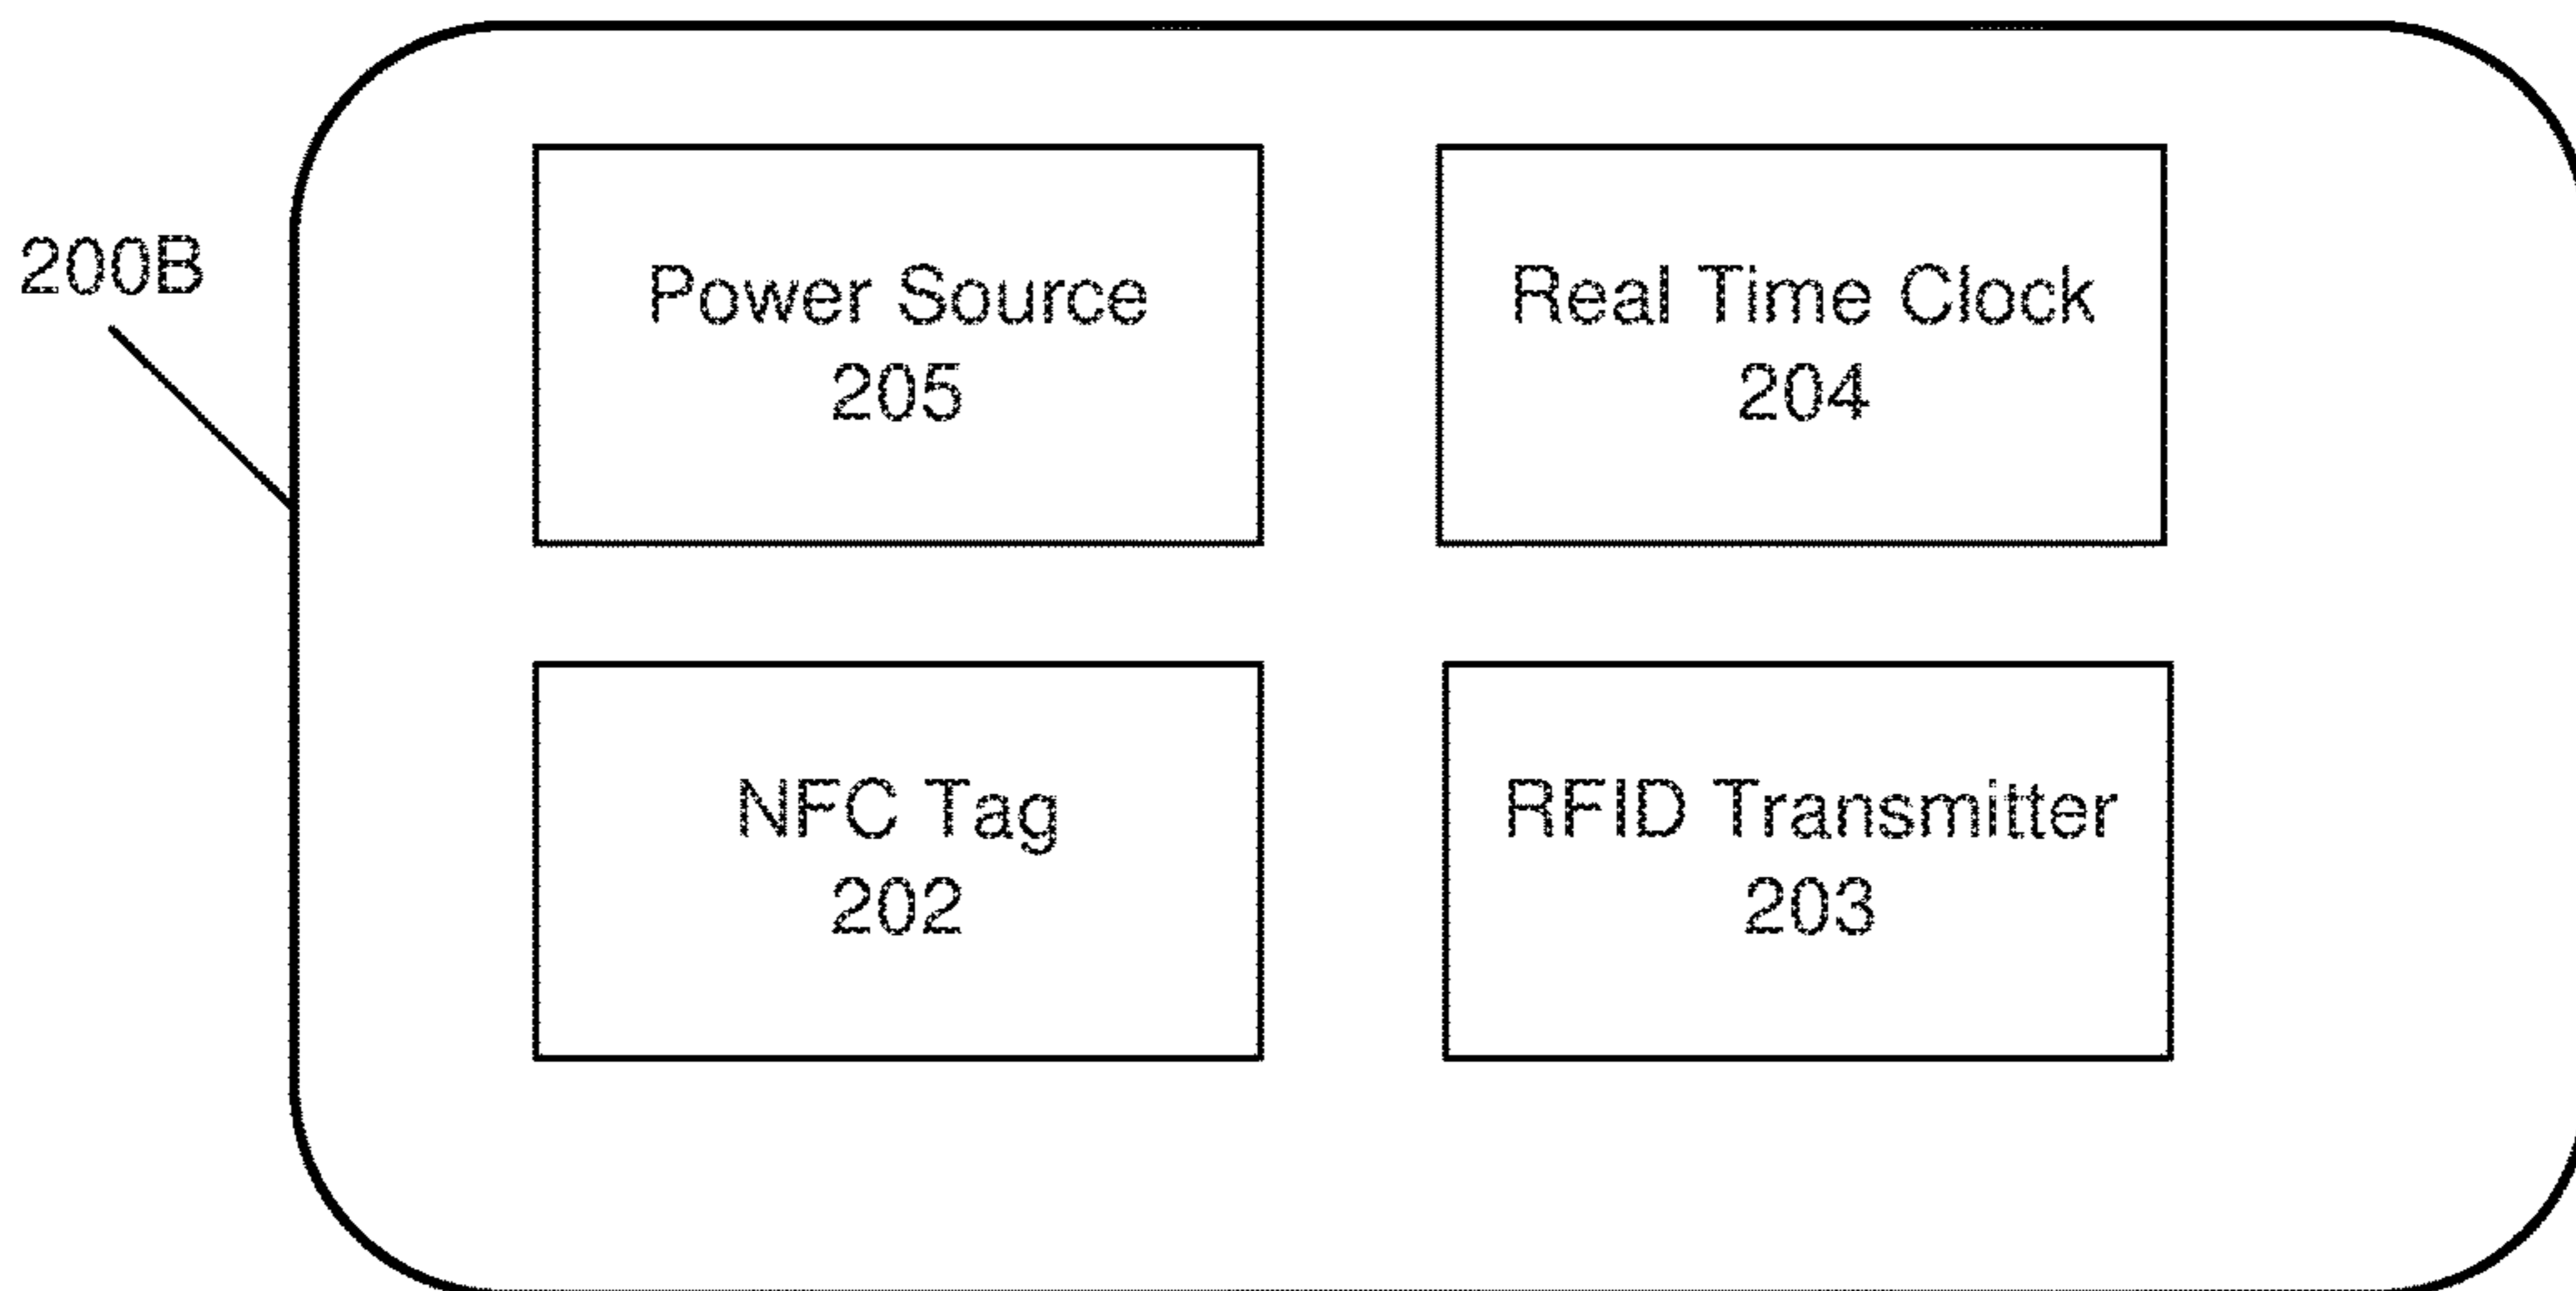 200B
Power Source
205
Real Time Clock
204
NFC Tag
202
RFID Transmitter
203